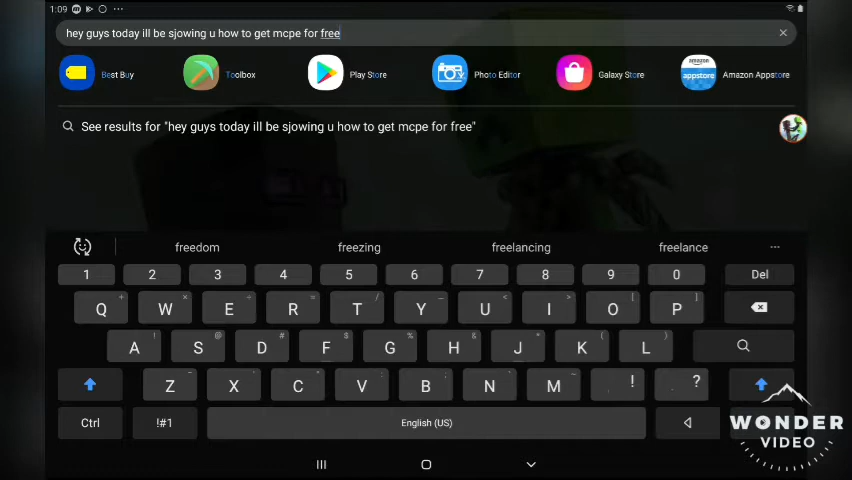 1:09
hey guys today ill be sjowing u how to get mcpe for free
Best Buy
Toolbox
Play Store
Photo Editor
Galaxy Store
amazon
appstore
Amazon Appstore
See results for "hey guys today ill be sjowing u how to get mcpe for free"
freedom freezing freelancing freelance
1 2 3 4 5 6 7 8 9 0 Del
Q W E R T Y U I O P
A S D F G H J K L
Z X C V B N M , ! . ?
Ctrl !#1 English (US)
WONDER
VIDEO